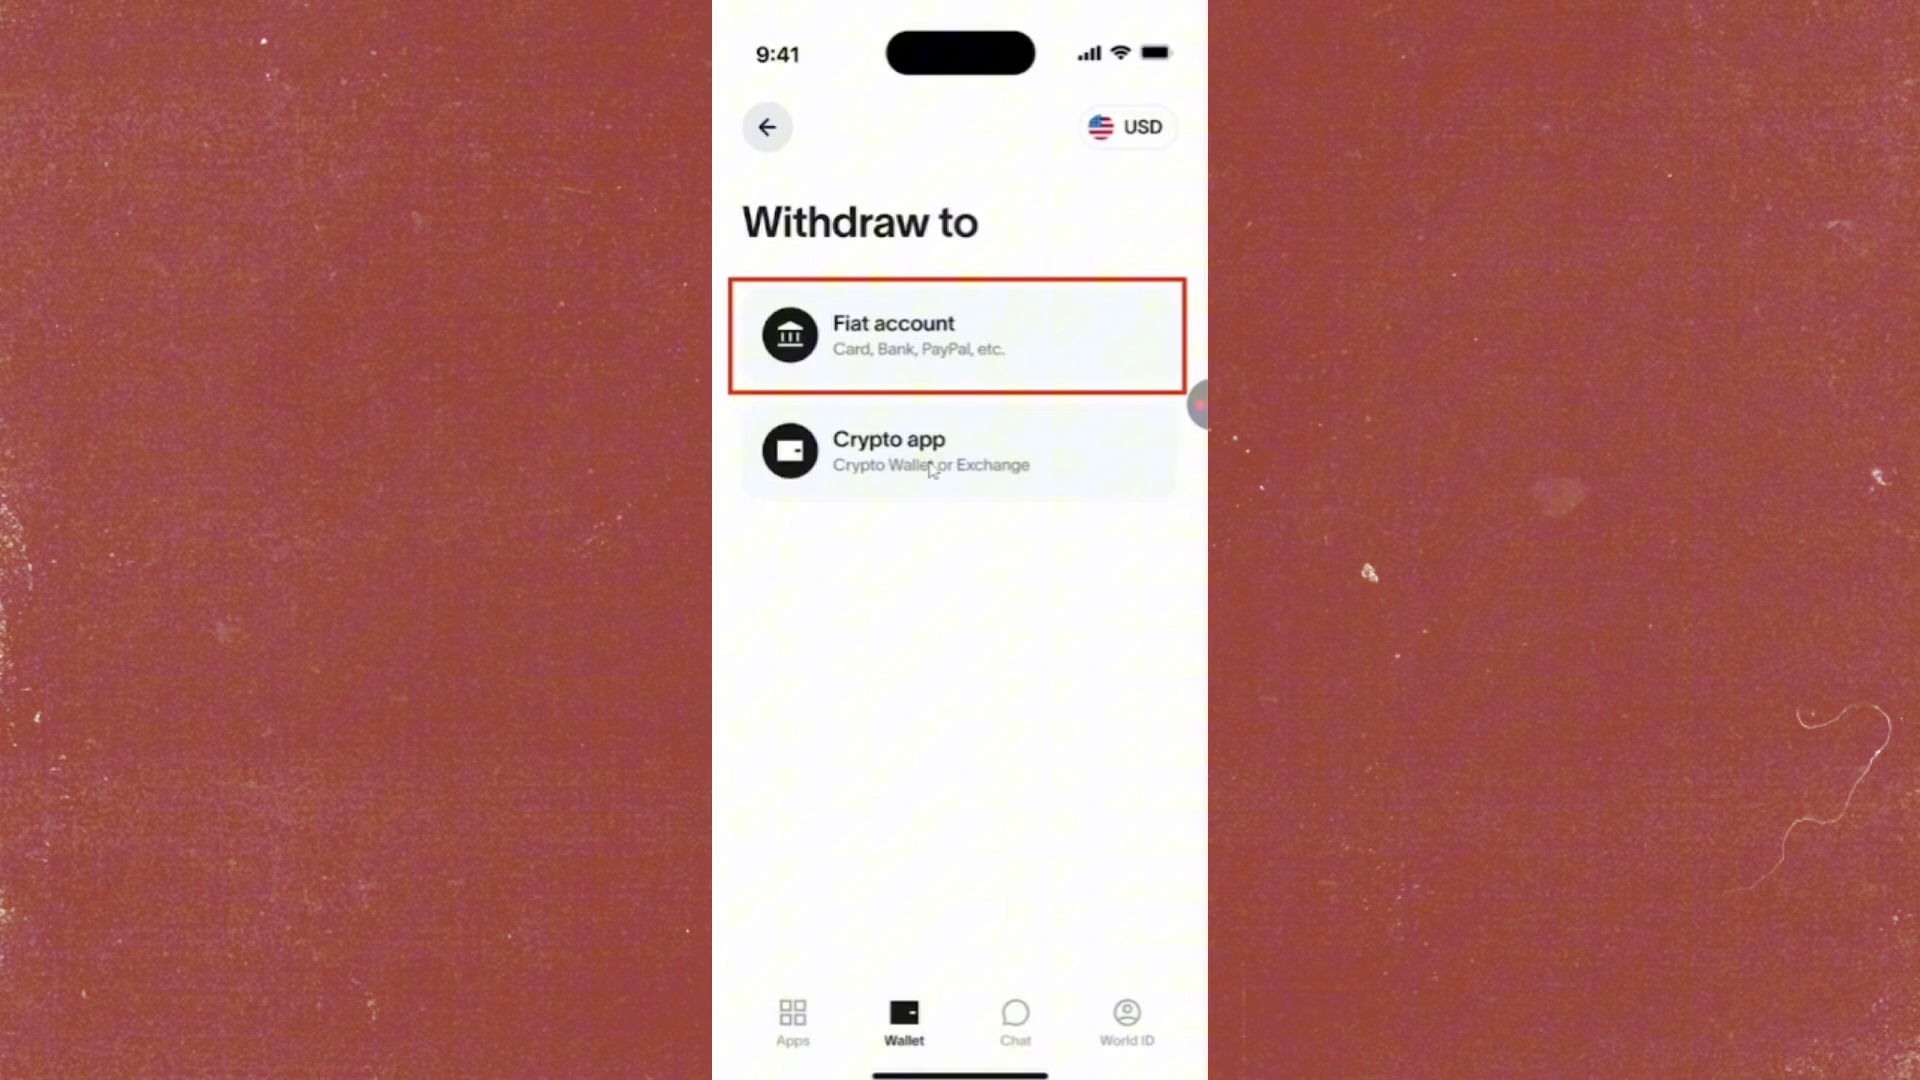 9:41
USD
Withdraw to
Fiat account
Card, Bank, PayPal, etc.
Crypto app
Crypto Wallet or Exchange
Apps
Wallet
Chat
World ID